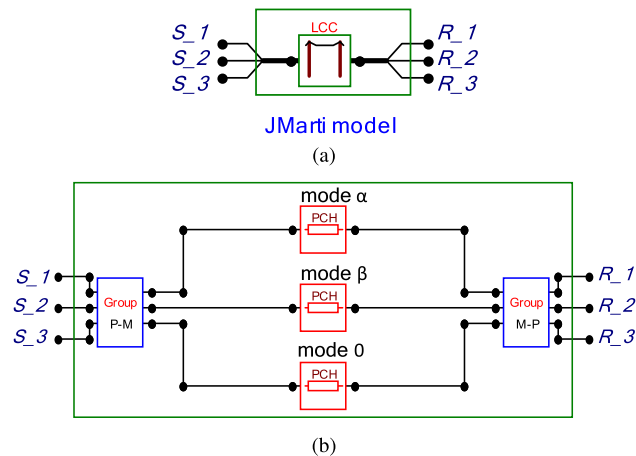 LCC
S_1 R_1
S_2 R_2
S_3 R_3
JMarti model
(a)
mode α
PCH
mode β
S_1 R_1
Group PCH Group
S_2 R_2
P-M M-P
S_3 R_3
mode 0
PCH
(b)